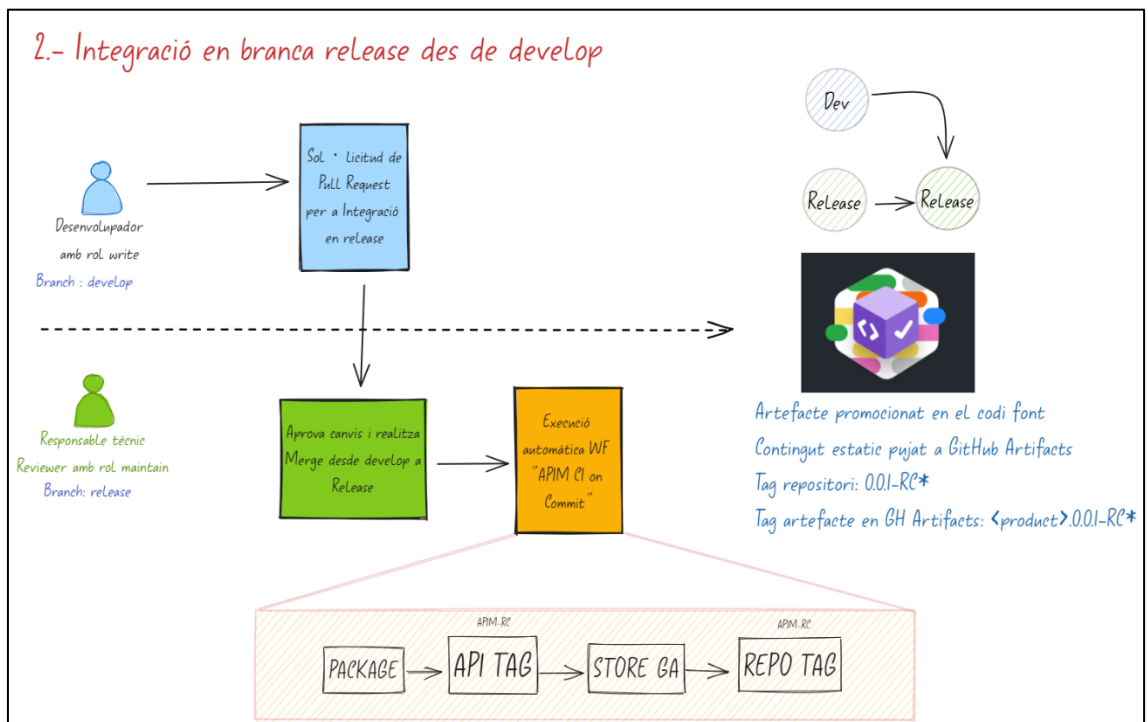 2.- Integració en branca release des de develop
Desenvolupador
amb rol write
Branch : develop
Sol · Licitud de
Pull Request
per a Integració
en release
Dev
Release
Release
Responsable tècnic
Reviewer amb rol maintain
Branch: release
Aprova canvis i realitza
Merge desde develop a
Release
Execució
automàtica WF
"APIM CI on
Commit"
Artefacte promocionat en el codi font
Contingut estatic pujat a GitHub Artifacts
Tag repositori: 0.0.1-RC*
Tag artefacte en GH Artifacts: <product>.0.0.1-RC*
PACKAGE
APIM-RC
API TAG
STORE GA
APIM-RC
REPO TAG